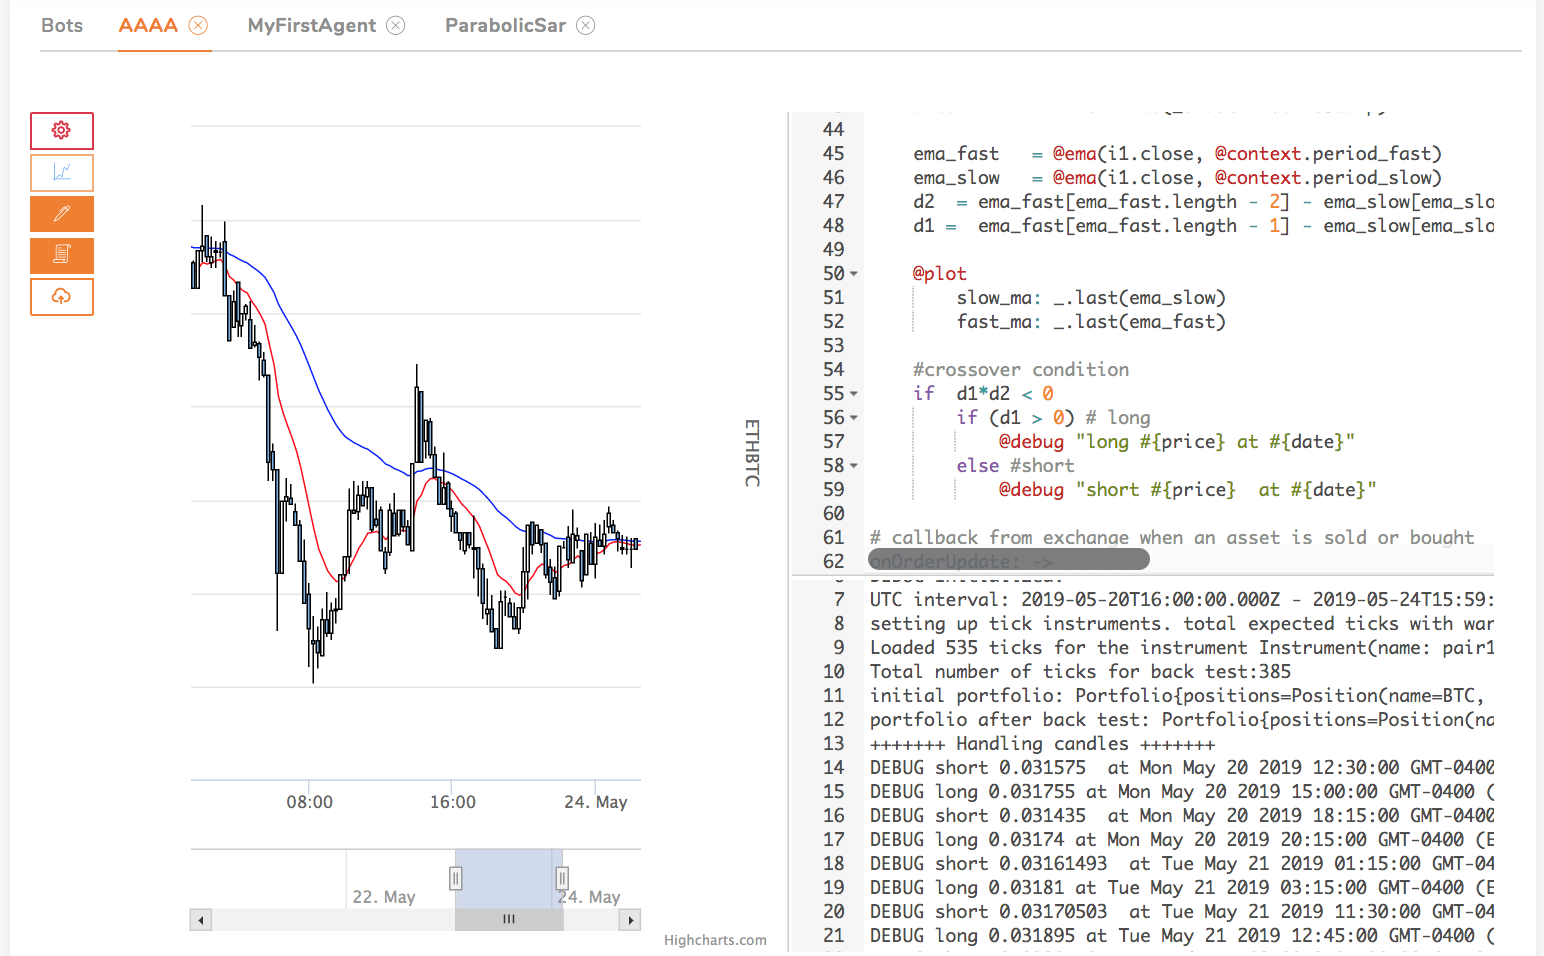 Bots AAAA MyFirstAgent ParabolicSar
ETHBTC
08:00 16:00 24. May
22. May 24. May
Highcharts.com
44
45 ema_fast = @ema(i1.close, @context.period_fast)
46 ema_slow = @ema(i1.close, @context.period_slow)
47 d2 = ema_fast[ema_fast.length - 2] - ema_slow[ema_slo
48 d1 = ema_fast[ema_fast.length - 1] - ema_slow[ema_slo
49
50 @plot
51 slow_ma: _.last(ema_slow)
52 fast_ma: _.last(ema_fast)
53
54 #crossover condition
55 if d1*d2 < 0
56 if (d1 > 0) # long
57 @debug "long #{price} at #{date}"
58 else #short
59 @debug "short #{price}  at #{date}"
60
61 # callback from exchange when an asset is sold or bought
62 onOrderUpdate: ->
7 UTC interval: 2019-05-20T16:00:00.000Z - 2019-05-24T15:59:
8 setting up tick instruments. total expected ticks with war
9 Loaded 535 ticks for the instrument Instrument(name: pair1
10 Total number of ticks for back test:385
11 initial portfolio: Portfolio{positions=Position(name=BTC,
12 portfolio after back test: Portfolio{positions=Position(na
13 +++++++ Handling candles +++++++
14 DEBUG short 0.031575  at Mon May 20 2019 12:30:00 GMT-0400
15 DEBUG long 0.031755 at Mon May 20 2019 15:00:00 GMT-0400 (
16 DEBUG short 0.031435  at Mon May 20 2019 18:15:00 GMT-0400
17 DEBUG long 0.03174 at Mon May 20 2019 20:15:00 GMT-0400 (E
18 DEBUG short 0.03161493  at Tue May 21 2019 01:15:00 GMT-04
19 DEBUG long 0.03181 at Tue May 21 2019 03:15:00 GMT-0400 (E
20 DEBUG short 0.03170503  at Tue May 21 2019 11:30:00 GMT-04
21 DEBUG long 0.031895 at Tue May 21 2019 12:45:00 GMT-0400 (